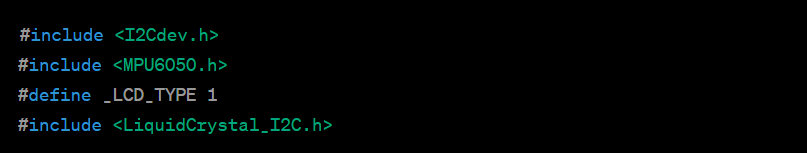 #include <I2Cdev.h>
#include <MPU6050.h>
#define _LCD_TYPE 1
#include <LiquidCrystal_I2C.h>